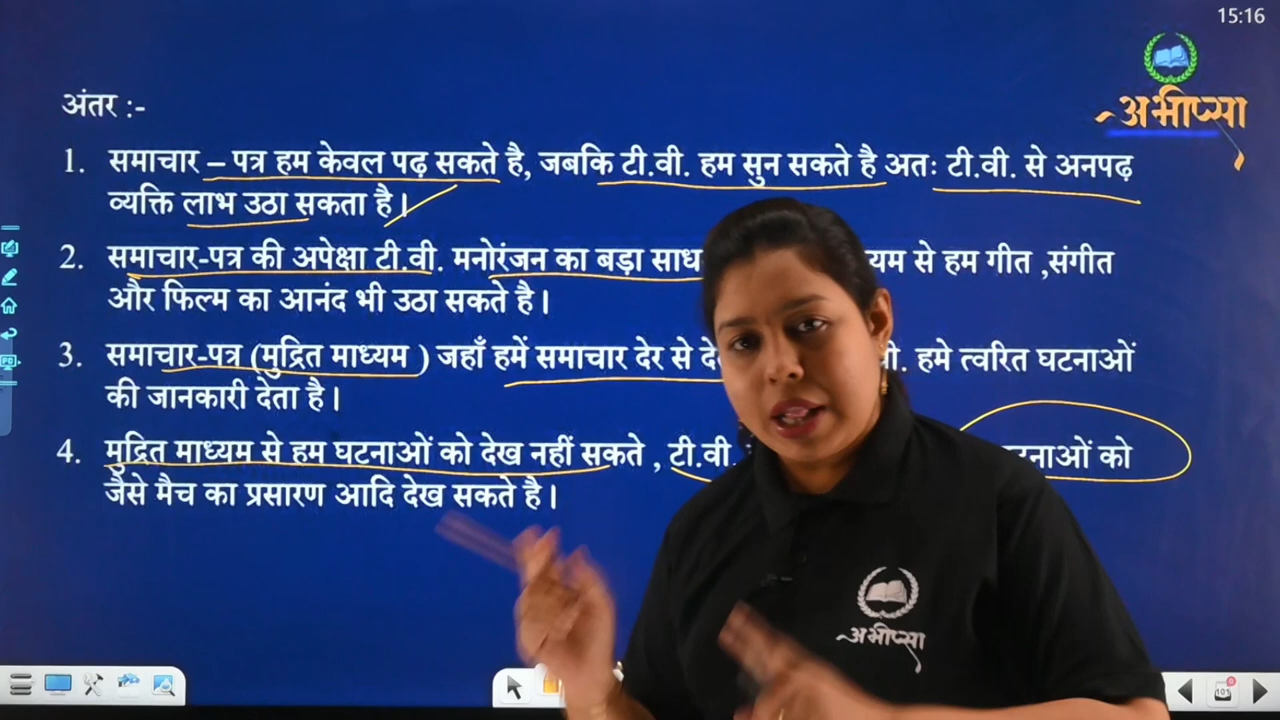 15:16
अभीप्सा
अंतर :-
1. समाचार – पत्र हम केवल पढ़ सकते है, जबकि टी.वी. हम सुन सकते है अतः टी.वी. से अनपढ़
व्यक्ति लाभ उठा सकता है।
2. समाचार-पत्र की अपेक्षा टी.वी. मनोरंजन का बड़ा से हम गीत ,संगीत
और फिल्म का आनंद भी उठा सकते है।
3. समाचार-पत्र (मुद्रित माध्यम ) जहाँ हमें समाचार देर से हमे त्वरित घटनाओं
की जानकारी देता है।
4. मुद्रित माध्यम से हम घटनाओं को देख नहीं सकते , टी.वी. को
जैसे मैच का प्रसारण आदि देख सकते है।
अभीप्सा